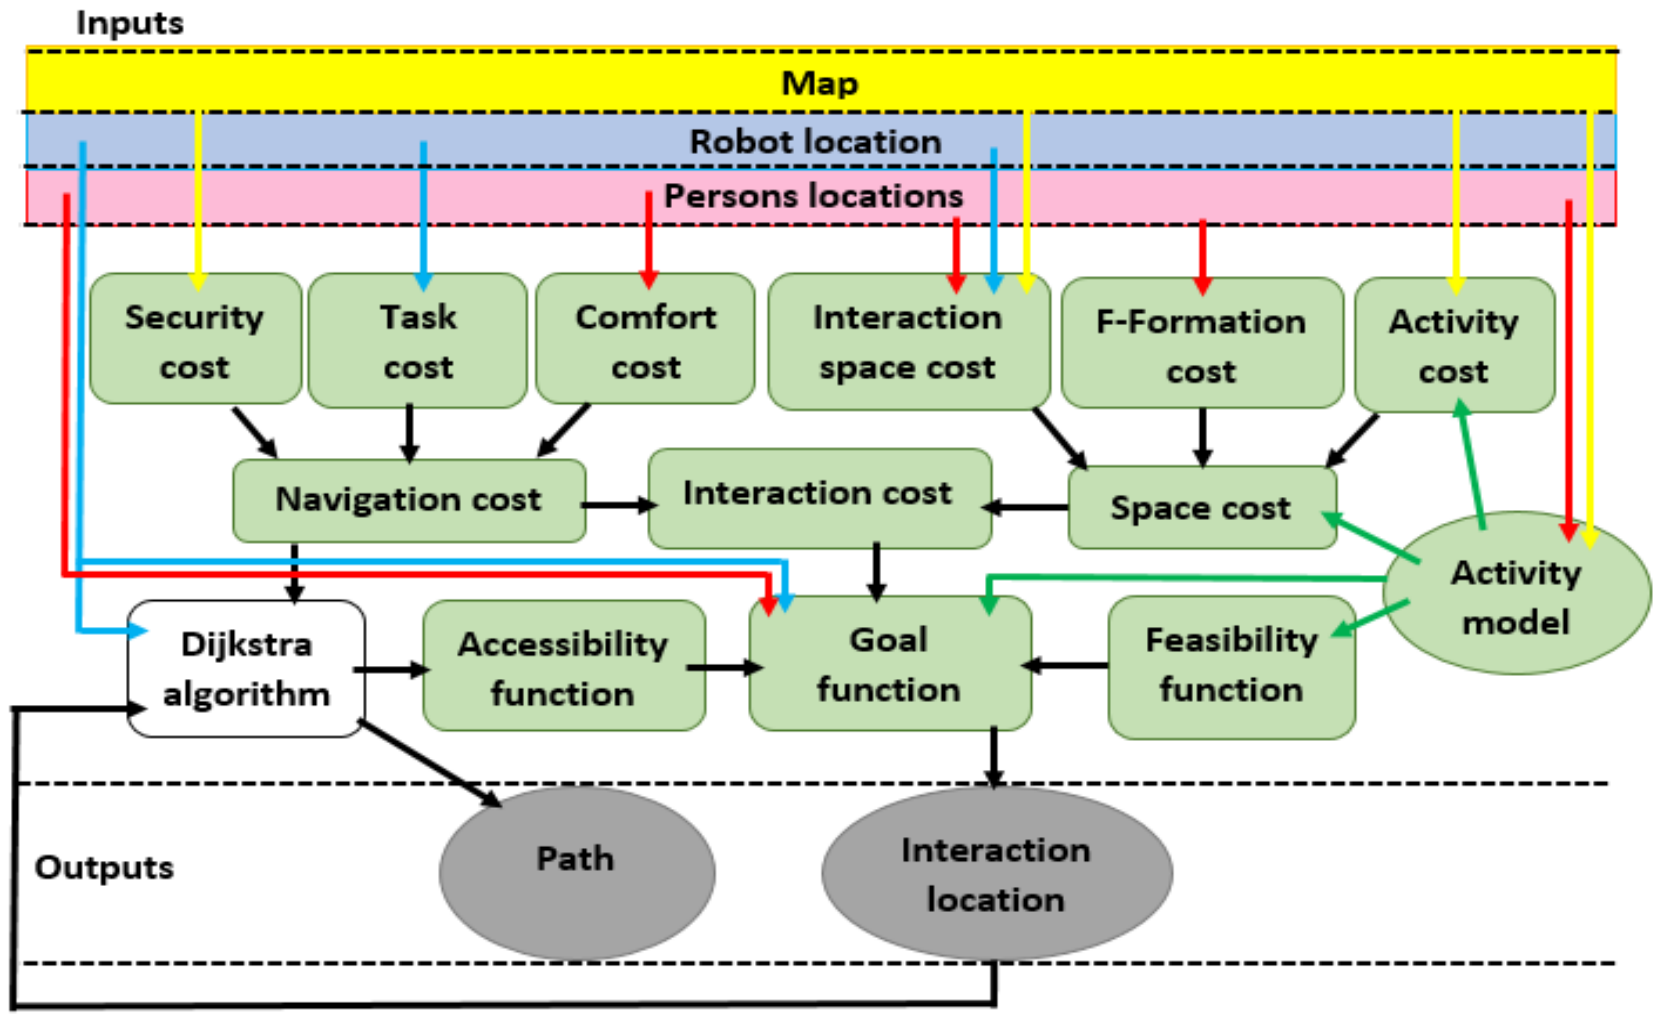 Inputs
Map
Robot location
Persons locations
Security
cost
Task
cost
Comfort
cost
Interaction
space cost
F-Formation
cost
Activity
cost
Navigation cost
Interaction cost
Space cost
Activity
model
Dijkstra
algorithm
Accessibility
function
Goal
function
Feasibility
function
Outputs
Path
Interaction
location